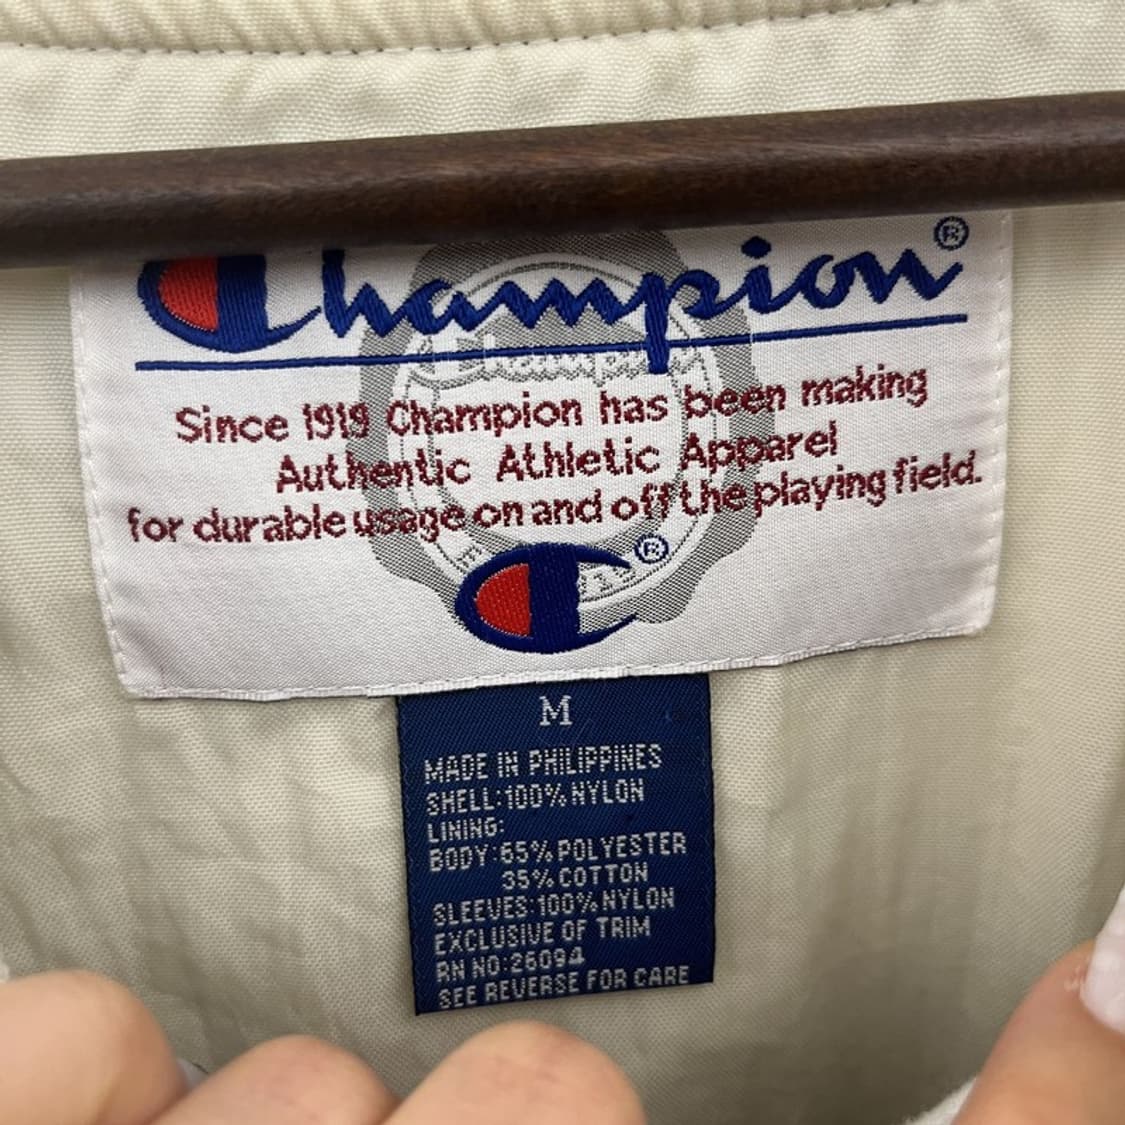 Champion®
Since 1919 Champion has been making
Authentic Athletic Apparel
for durable usage on and off the playing field.
Champion
®
M
MADE IN PHILIPPINES
SHELL:100% NYLON
LINING:
BODY:65% POLYESTER
35% COTTON
SLEEVES:100% NYLON
EXCLUSIVE OF TRIM
RN NO:26094
SEE REVERSE FOR CARE